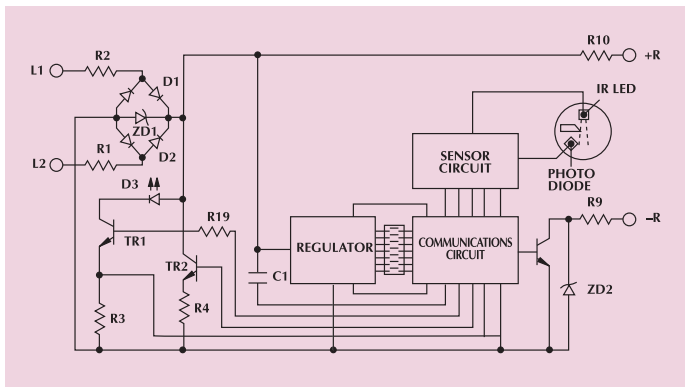 R10
+R
R2
L1
D1
IR LED
ZD1
R1
D2
L2
SENSOR
CIRCUIT
PHOTO
DIODE
D3
R9
R19
–R
TR1
REGULATOR
COMMUNICATIONS
CIRCUIT
TR2
C1
ZD2
R3
R4